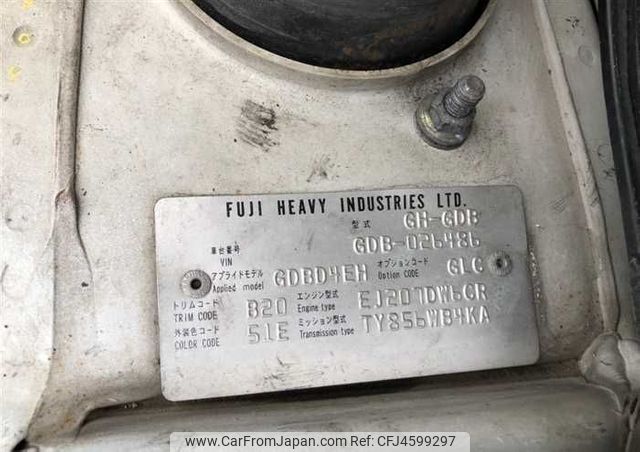 FUJI HEAVY INDUSTRIES LTD.
型式 GH-GDB
車台番号 VIN GDB-026486
アプライドモデル Applied model GDBD4EH オプションコード Option CODE GLC
トリムコード TRIM CODE B20 エンジン型式 Engine type EJ207DW6CR
外装色コード COLOR CODE 51E ミッション型式 Transmission type TY856WB4KA
© www.CarFromJapan.com | ID: CFJ4599297